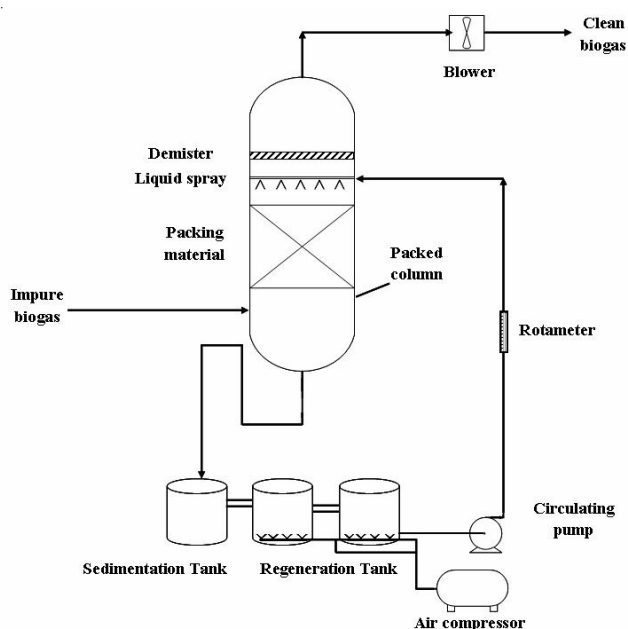 Clean
biogas
Blower
Demister
Liquid spray
Packing
material
Packed
column
Impure
biogas
Rotameter
Circulating
pump
Sedimentation Tank
Regeneration Tank
Air compressor